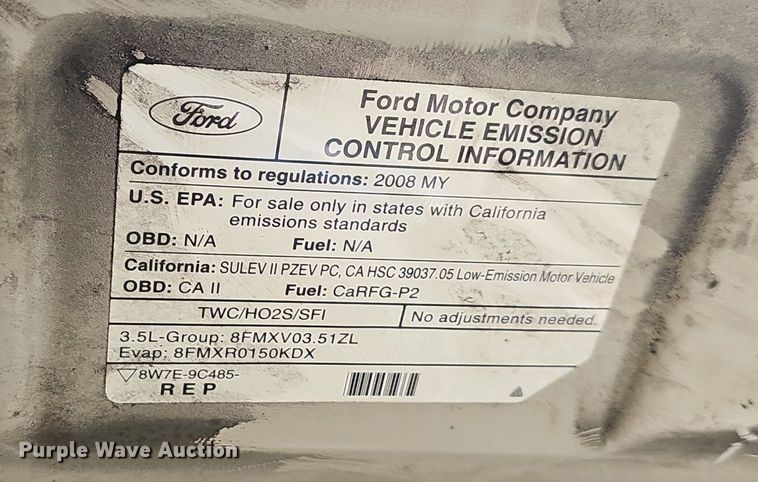 Ford
Ford Motor Company
VEHICLE EMISSION
CONTROL INFORMATION
Conforms to regulations: 2008 MY
U.S. EPA: For sale only in states with California
emissions standards
OBD: N/A Fuel: N/A
California: SULEV II PZEV PC, CA HSC 39037.05 Low-Emission Motor Vehicle
OBD: CA II Fuel: CaRFG-P2
TWC/HO2S/SFI No adjustments needed.
3.5L-Group: 8FMXV03.51ZL
Evap: 8FMXR0150KDX
8W7E-9C485-
REP
Purple Wave Auction